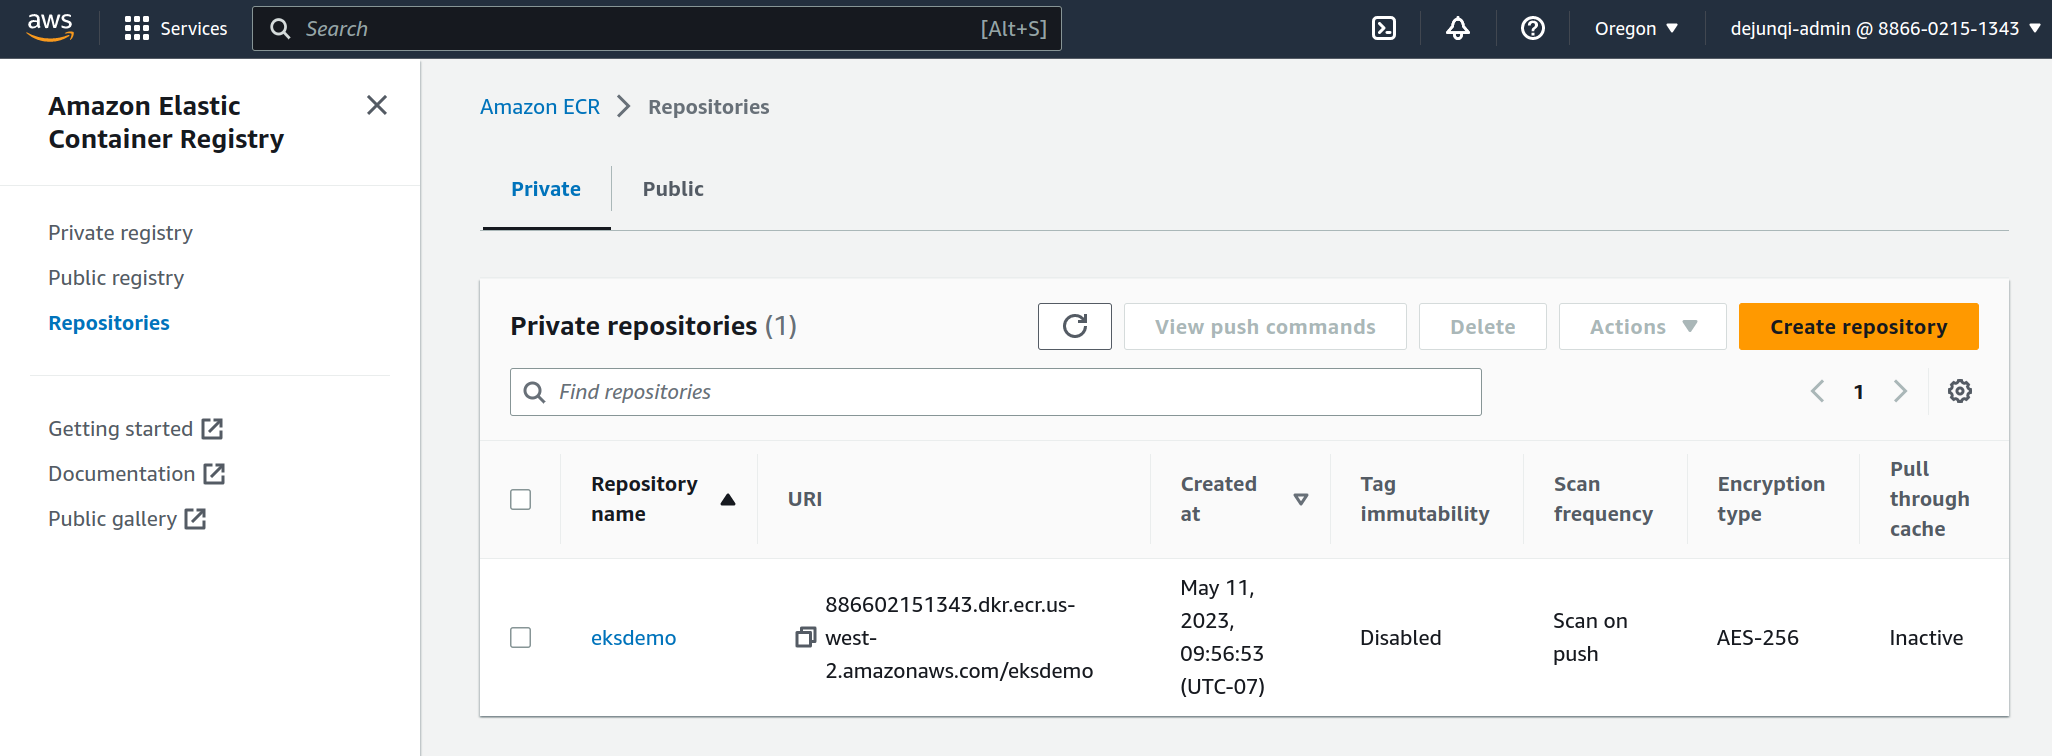 aws
Services
Search
[Alt+S]
Oregon
dejunqi-admin @ 8866-0215-1343
Amazon Elastic
Container Registry
Private registry
Public registry
Repositories
Getting started
Documentation
Public gallery
Amazon ECR
Repositories
Private
Public
Private repositories (1)
View push commands
Delete
Actions
Create repository
Find repositories
1
Repository
name
URI
Created
at
Tag
immutability
Scan
frequency
Encryption
type
Pull
through
cache
eksdemo
886602151343.dkr.ecr.us-
west-
2.amazonaws.com/eksdemo
May 11,
2023,
09:56:53
(UTC-07)
Disabled
Scan on
push
AES-256
Inactive